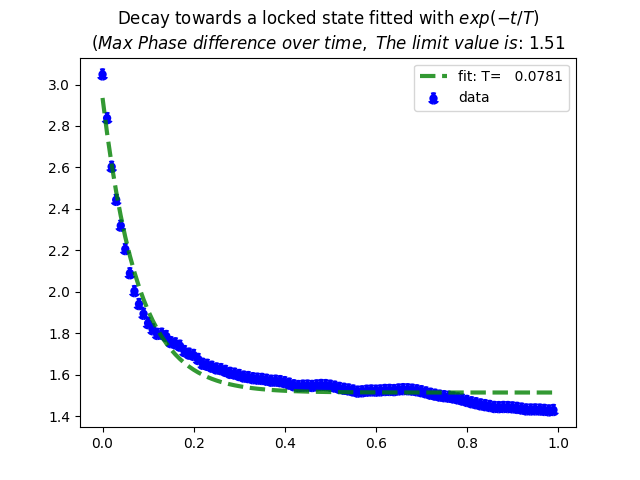 Decay towards a locked state fitted with exp(−t/T)
(Max Phase difference over time, The limit value is: 1.51
fit: T=   0.0781
data
3.0
2.8
2.6
2.4
2.2
2.0
1.8
1.6
1.4
0.0 0.2 0.4 0.6 0.8 1.0